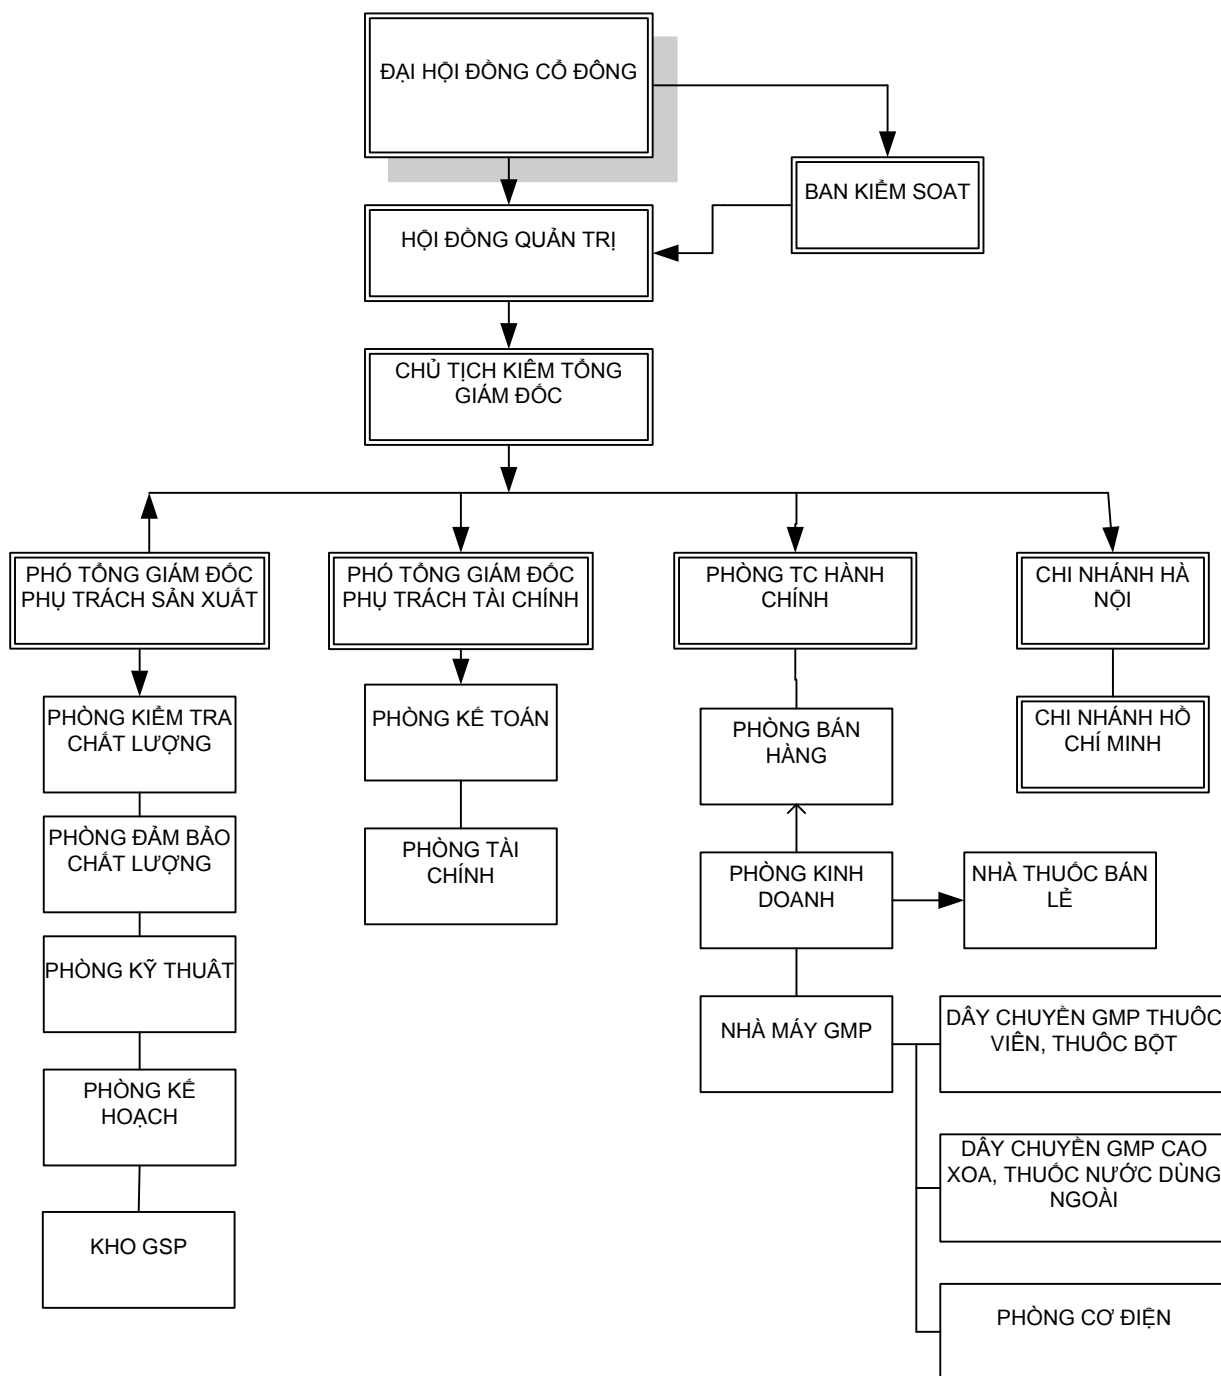 ĐẠI HỘI ĐỒNG CỔ ĐÔNG
BAN KIỂM SOAT
HỘI ĐỒNG QUẢN TRỊ
CHỦ TỊCH KIÊM TỔNG
GIÁM ĐỐC
PHÓ TỔNG GIÁM ĐỐC
PHỤ TRÁCH SẢN XUẤT
PHÓ TỔNG GIÁM ĐỐC
PHỤ TRÁCH TÀI CHÍNH
PHÒNG TC HÀNH
CHÍNH
CHI NHÁNH HÀ
NỘI
PHÒNG KIỂM TRA
CHẤT LƯỢNG
PHÒNG KẾ TOÁN
PHÒNG BÁN
HÀNG
CHI NHÁNH HỒ
CHÍ MINH
PHÒNG ĐẢM BẢO
CHẤT LƯỢNG
PHÒNG TÀI
CHÍNH
PHÒNG KINH
DOANH
NHÀ THUỐC BÁN
LẺ
PHÒNG KỸ THUÂT
NHÀ MÁY GMP
DÂY CHUYỀN GMP THUÔC
VIÊN, THUÔC BỘT
PHÒNG KẾ
HOẠCH
DÂY CHUYỀN GMP CAO
XOA, THUỐC NƯỚC DÙNG
NGOÀI
KHO GSP
PHÒNG CƠ ĐIỆN